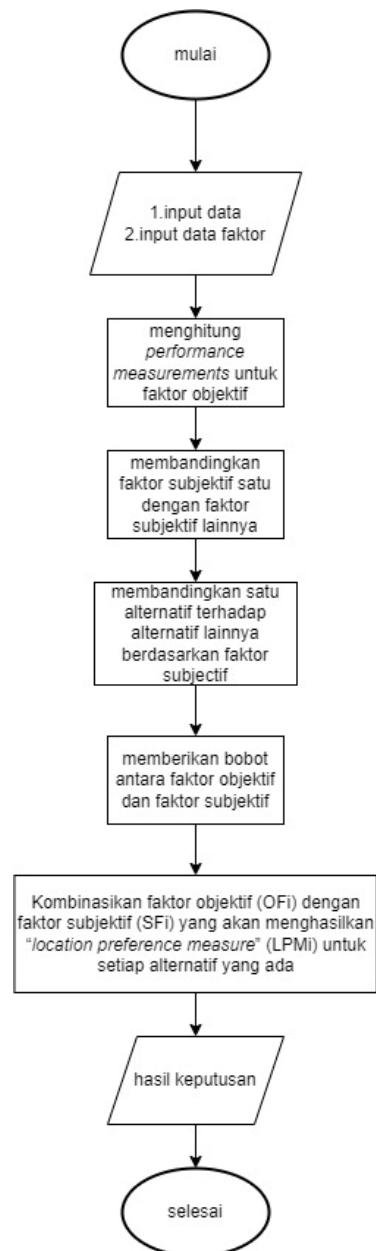 mulai
1.input data
2.input data faktor
menghitung
performance
measurements untuk
faktor objektif
membandingkan
faktor subjektif satu
dengan faktor
subjektif lainnya
membandingkan satu
alternatif terhadap
alternatif lainnya
berdasarkan faktor
subjectif
memberikan bobot
antara faktor objektif
dan faktor subjektif
Kombinasikan faktor objektif (OFi) dengan
faktor subjektif (SFi) yang akan menghasilkan
“location preference measure” (LPMi) untuk
setiap alternatif yang ada
hasil keputusan
selesai